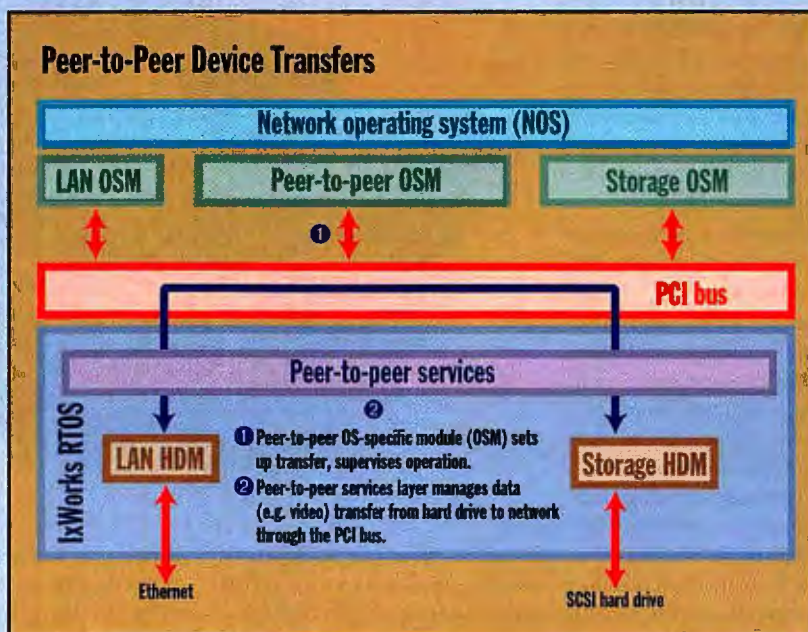 Peer-to-Peer Device Transfers
Network operating system (NOS)
LAN OSM
Peer-to-peer OSM
Storage OSM
❶
PCI bus
Peer-to-peer services
❷
IxWorks RTOS
LAN HDM
❶ Peer-to-peer OS-specific module (OSM) sets
up transfer, supervises operation.
❷ Peer-to-peer services layer manages data
(e.g. video) transfer from hard drive to network
through the PCI bus.
Storage HDM
Ethernet
SCSI hard drive